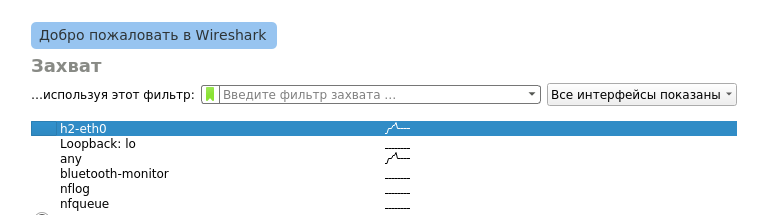 Добро пожаловать в Wireshark
Захват
...используя этот фильтр: Введите фильтр захвата ... Все интерфейсы показаны
h2-eth0
Loopback: lo
any
bluetooth-monitor
nflog
nfqueue